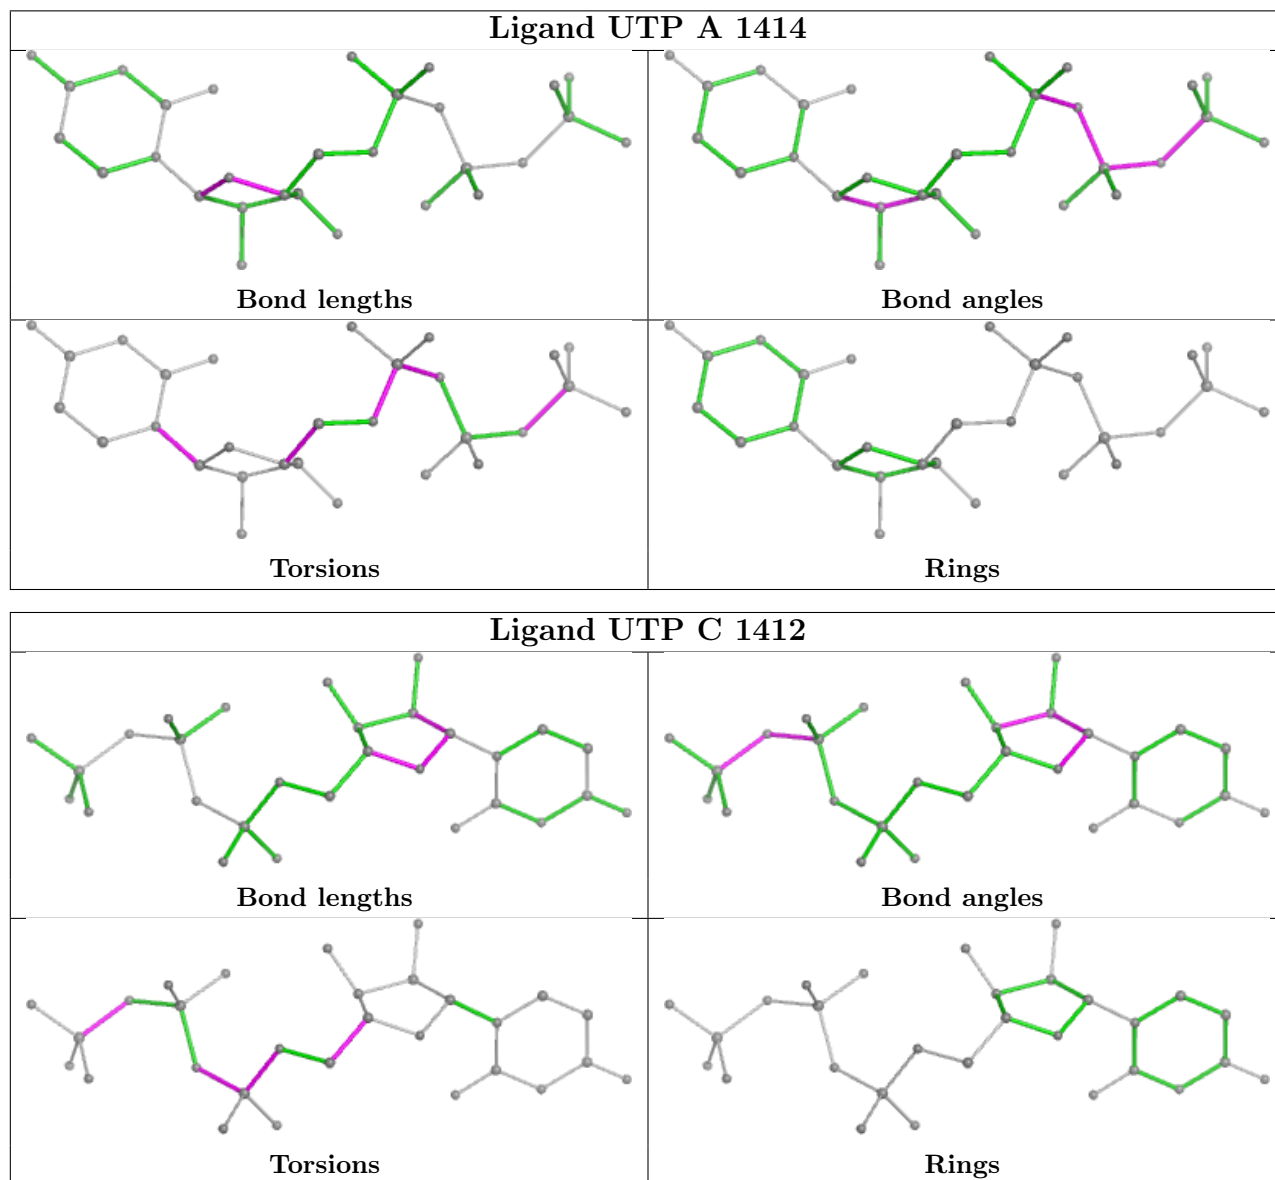 Ligand UTP A 1414
Bond lengths
Bond angles
Torsions
Rings
Ligand UTP C 1412
Bond lengths
Bond angles
Torsions
Rings